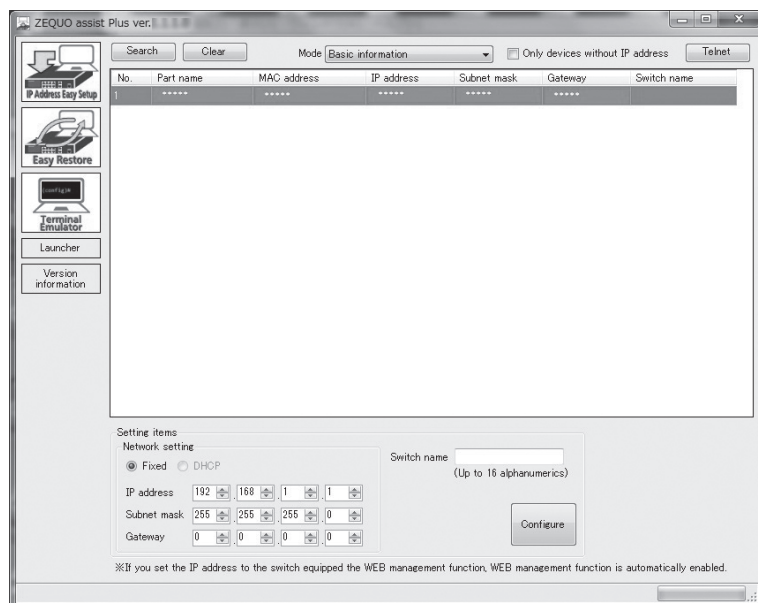 ZEQUO assist Plus ver.1.1.1.8
Search Clear Mode Basic information Only devices without IP address Telnet
IP Address Easy Setup
Easy Restore
(config)#
Terminal
Emulator
Launcher
Version
information
No. Part name MAC address IP address Subnet mask Gateway Switch name
1 ***** ***** ***** ***** *****
Setting items
Network setting
Fixed DHCP
IP address 192 . 168 . 1 . 1
Subnet mask 255 . 255 . 255 . 0
Gateway 0 . 0 . 0 . 0
Switch name
(Up to 16 alphanumerics)
Configure
※If you set the IP address to the switch equipped the WEB management function, WEB management function is automatically enabled.